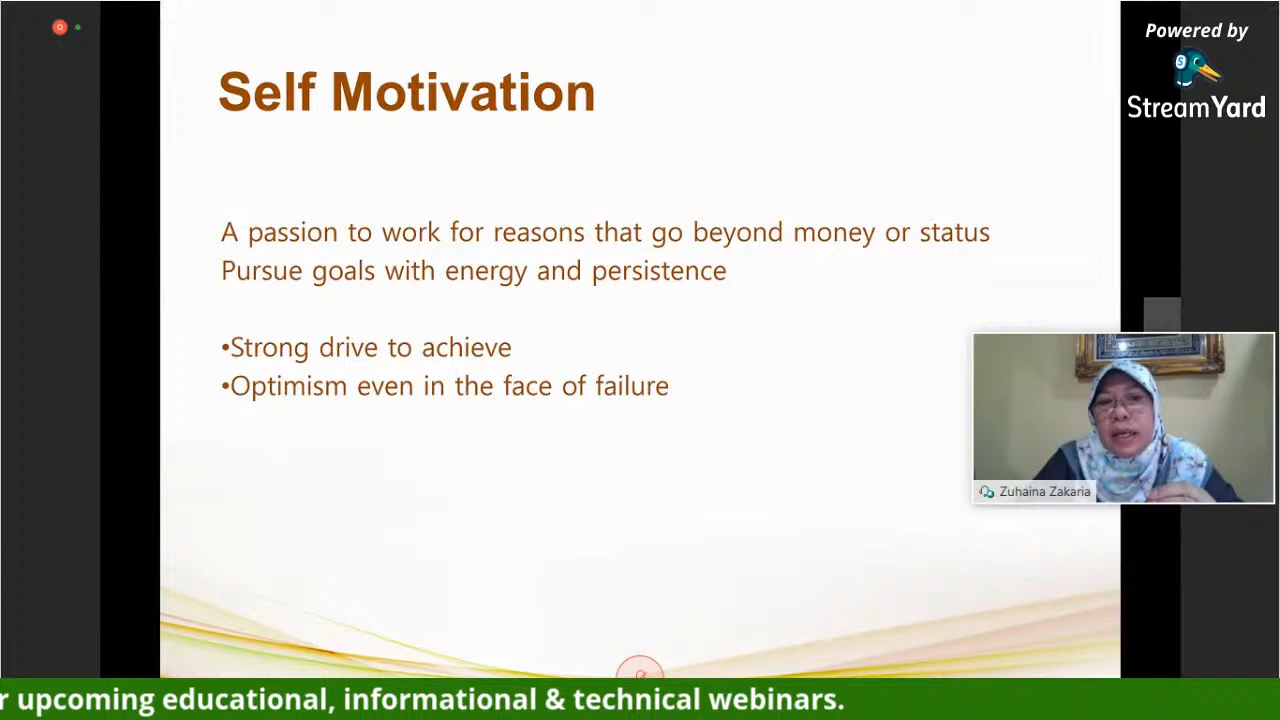 Powered by
StreamYard
Self Motivation
A passion to work for reasons that go beyond money or status
Pursue goals with energy and persistence
•Strong drive to achieve
•Optimism even in the face of failure
Zuhaina Zakaria
r upcoming educational, informational & technical webinars.